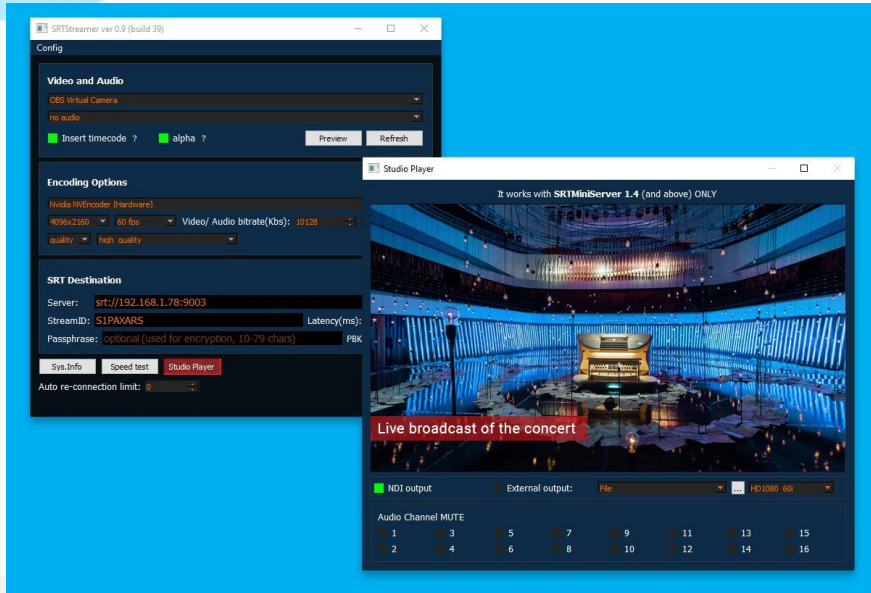 SRTStreamer ver 0.9 (build 39)
Config
Video and Audio
OBS Virtual Camera
no audio
Insert timecode ? alpha ? Preview Refresh
Encoding Options
Nvidia NVEncoder (Hardware)
4096x2160 60 fps Video/ Audio bitrate(Kbs): 10128
quality high quality
SRT Destination
Server: srt://192.168.1.78:9003
StreamID: S1PAXARS Latency(ms):
Passphrase: optional (used for encryption, 10-79 chars) PBK
Sys.Info Speed test Studio Player
Auto re-connection limit: 0
Studio Player
It works with SRTMiniServer 1.4 (and above) ONLY
Live broadcast of the concert
NDI output External output: File ... HD1080 60i
Audio Channel MUTE
1 3 5 7 9 11 13 15
2 4 6 8 10 12 14 16